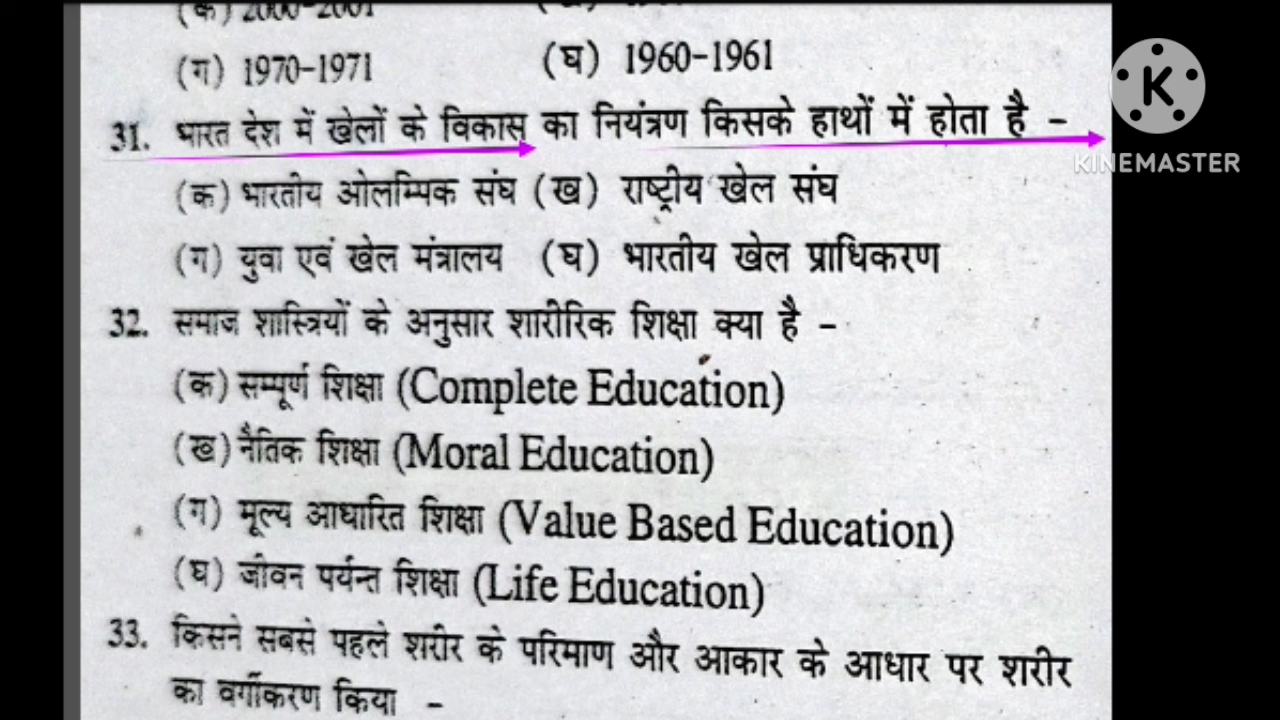 (क) 2000-2001
(ग) 1970-1971 (घ) 1960-1961
31. भारत देश में खेलों के विकास का नियंत्रण किसके हाथों में होता है -
(क) भारतीय ओलम्पिक संघ (ख) राष्ट्रीय खेल संघ
(ग) युवा एवं खेल मंत्रालय (घ) भारतीय खेल प्राधिकरण
32. समाज शास्त्रियों के अनुसार शारीरिक शिक्षा क्या है -
(क) सम्पूर्ण शिक्षा (Complete Education)
(ख) नैतिक शिक्षा (Moral Education)
(ग) मूल्य आधारित शिक्षा (Value Based Education)
(घ) जीवन पर्यन्त शिक्षा (Life Education)
33. किसने सबसे पहले शरीर के परिमाण और आकार के आधार पर शरीर
का वर्गीकरण किया -
K
KINEMASTER